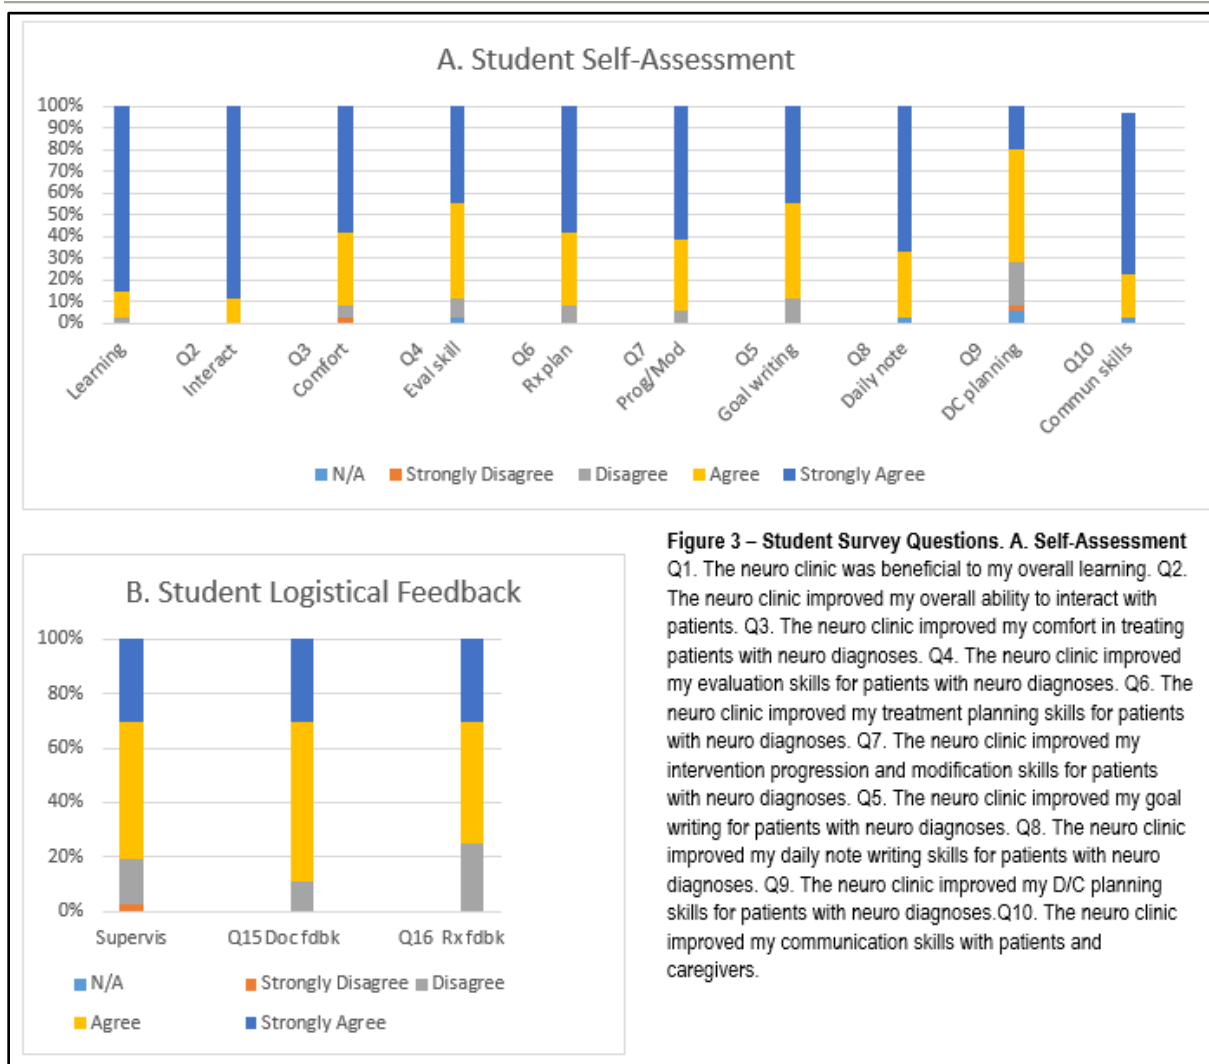 A. Student Self-Assessment
100%
90%
80%
70%
60%
50%
40%
30%
20%
10%
0%
Learning
Q2
Interact
Q3
Comfort
Q4
Eval skill
Q6
Rx plan
Q7
Prog/Mod
Q5
Goal writing
Q8
Daily note
Q9
DC planning
Q10
Commun skills
N/A Strongly Disagree Disagree Agree Strongly Agree
B. Student Logistical Feedback
100%
80%
60%
40%
20%
0%
Supervis Q15 Doc fdbk Q16 Rx fdbk
N/A Strongly Disagree Disagree
Agree Strongly Agree
Figure 3 – Student Survey Questions. A. Self-Assessment
Q1. The neuro clinic was beneficial to my overall learning. Q2.
The neuro clinic improved my overall ability to interact with
patients. Q3. The neuro clinic improved my comfort in treating
patients with neuro diagnoses. Q4. The neuro clinic improved
my evaluation skills for patients with neuro diagnoses. Q6. The
neuro clinic improved my treatment planning skills for patients
with neuro diagnoses. Q7. The neuro clinic improved my
intervention progression and modification skills for patients
with neuro diagnoses. Q5. The neuro clinic improved my goal
writing for patients with neuro diagnoses. Q8. The neuro clinic
improved my daily note writing skills for patients with neuro
diagnoses. Q9. The neuro clinic improved my D/C planning
skills for patients with neuro diagnoses.Q10. The neuro clinic
improved my communication skills with patients and
caregivers.